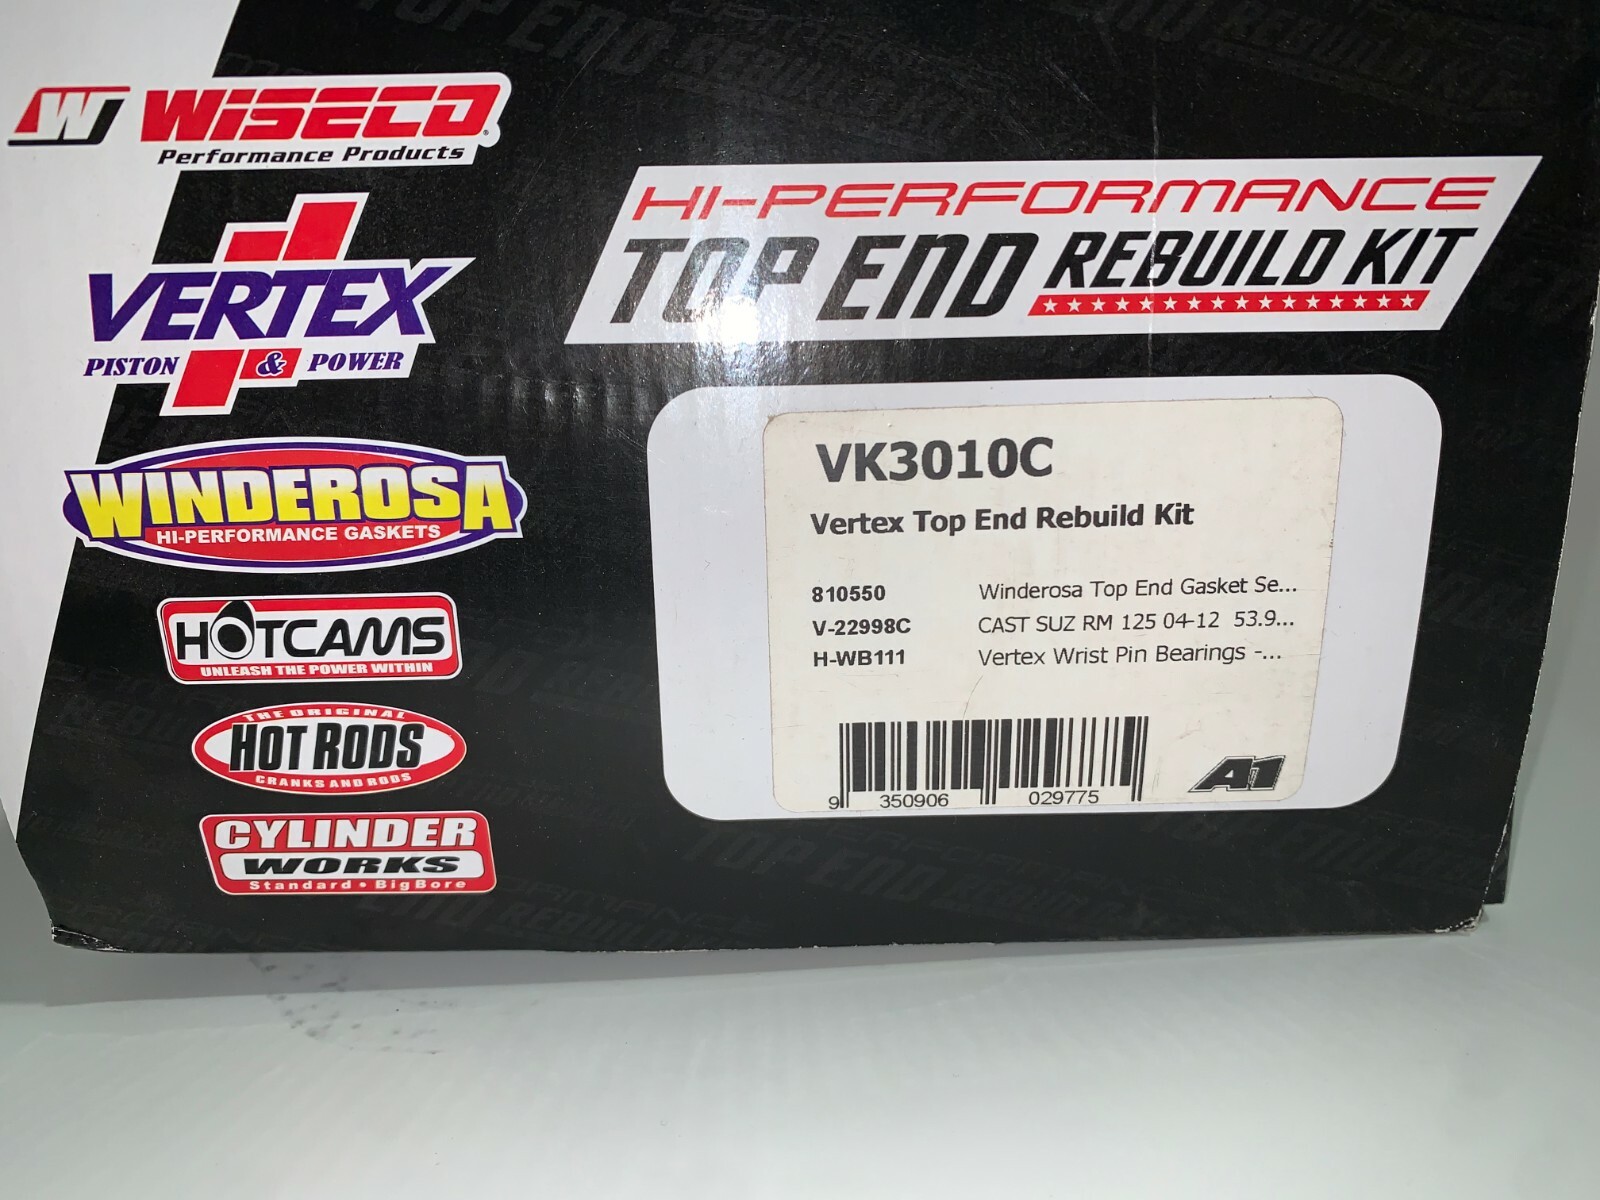 W WISECO
Performance Products
VERTEX
PISTON & POWER
WINDEROSA
HI-PERFORMANCE GASKETS
HOTCAMS
UNLEASH THE POWER WITHIN
THE ORIGINAL
HOT RODS
CRANKS AND RODS
CYLINDER
WORKS
Standard • BigBore
HI-PERFORMANCE
TOP END REBUILD KIT
VK3010C
Vertex Top End Rebuild Kit
810550 Winderosa Top End Gasket Se...
V-22998C CAST SUZ RM 125 04-12 53.9...
H-WB111 Vertex Wrist Pin Bearings -...
9 350906 029775
A1